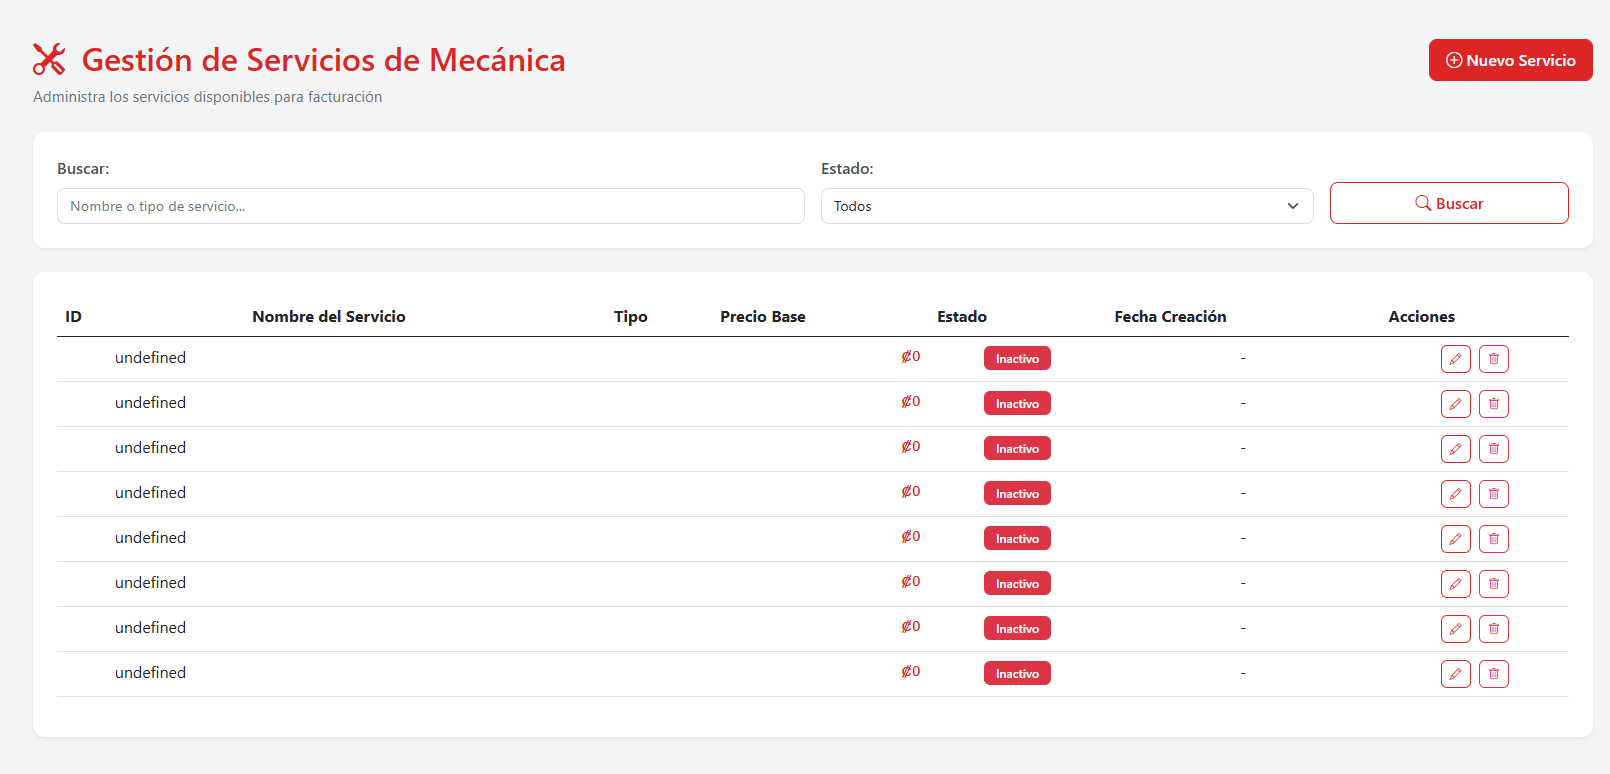 Gestión de Servicios de Mecánica
Nuevo Servicio
Administra los servicios disponibles para facturación
Buscar:
Estado:
Nombre o tipo de servicio...
Todos
Buscar
ID Nombre del Servicio Tipo Precio Base Estado Fecha Creación Acciones
undefined ₡0 Inactivo -
undefined ₡0 Inactivo -
undefined ₡0 Inactivo -
undefined ₡0 Inactivo -
undefined ₡0 Inactivo -
undefined ₡0 Inactivo -
undefined ₡0 Inactivo -
undefined ₡0 Inactivo -